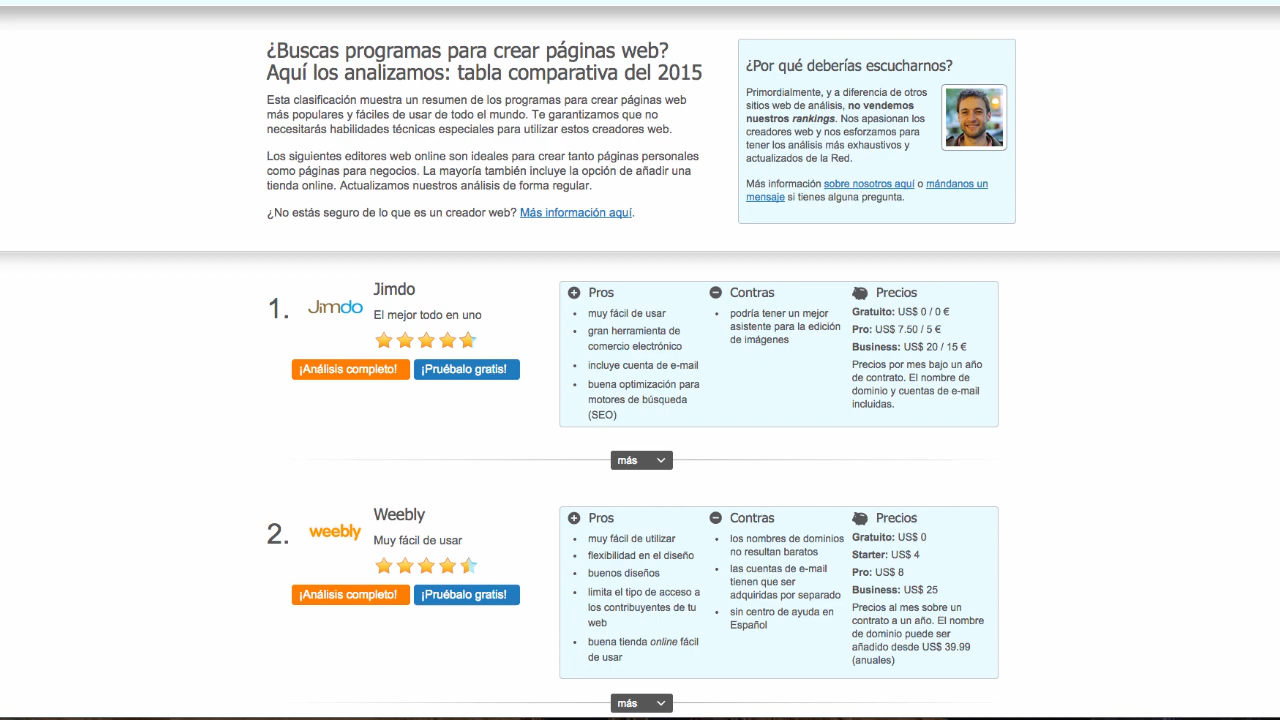 ¿Buscas programas para crear páginas web?
Aquí los analizamos: tabla comparativa del 2015
Esta clasificación muestra un resumen de los programas para crear páginas web
más populares y fáciles de usar de todo el mundo. Te garantizamos que no
necesitarás habilidades técnicas especiales para utilizar estos creadores web.
Los siguientes editores web online son ideales para crear tanto páginas personales
como páginas para negocios. La mayoría también incluye la opción de añadir una
tienda online. Actualizamos nuestros análisis de forma regular.
¿No estás seguro de lo que es un creador web? Más información aquí.
¿Por qué deberías escucharnos?
Primordialmente, y a diferencia de otros
sitios web de análisis, no vendemos
nuestros rankings. Nos apasionan los
creadores web y nos esforzamos para
tener los análisis más exhaustivos y
actualizados de la Red.
Más información sobre nosotros aquí o mándanos un
mensaje si tienes alguna pregunta.
1.
Jimdo
Jimdo
El mejor todo en uno
¡Análisis completo!
¡Pruébalo gratis!
Pros
muy fácil de usar
gran herramienta de
comercio electrónico
incluye cuenta de e-mail
buena optimización para
motores de búsqueda
(SEO)
Contras
podría tener un mejor
asistente para la edición
de imágenes
Precios
Gratuito: US$ 0 / 0 €
Pro: US$ 7.50 / 5 €
Business: US$ 20 / 15 €
Precios por mes bajo un año
de contrato. El nombre de
dominio y cuentas de e-mail
incluidas.
más
2.
weebly
Weebly
Muy fácil de usar
¡Análisis completo!
¡Pruébalo gratis!
Pros
muy fácil de utilizar
flexibilidad en el diseño
buenos diseños
limita el tipo de acceso a
los contribuyentes de tu
web
buena tienda online fácil
de usar
Contras
los nombres de dominios
no resultan baratos
las cuentas de e-mail
tienen que ser
adquiridas por separado
sin centro de ayuda en
Español
Precios
Gratuito: US$ 0
Starter: US$ 4
Pro: US$ 8
Business: US$ 25
Precios al mes sobre un
contrato a un año. El nombre
de dominio puede ser
añadido desde US$ 39.99
(anuales)
más